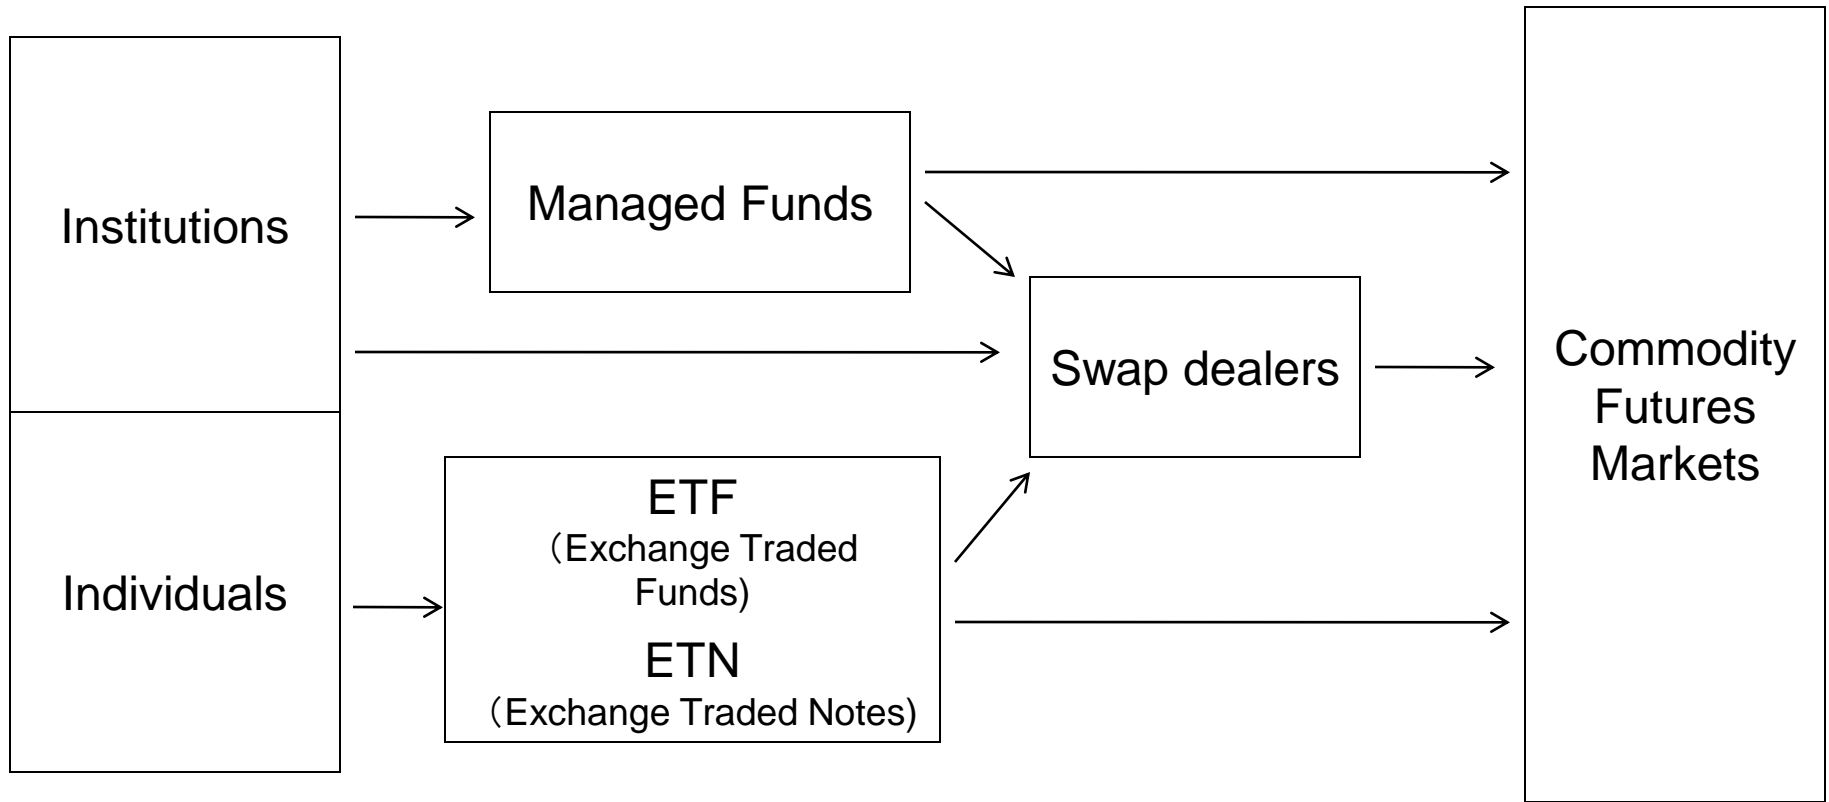 Institutions
Managed Funds
Swap dealers
Commodity
Futures
Markets
Individuals
ETF
（Exchange Traded
Funds)
ETN
（Exchange Traded Notes)